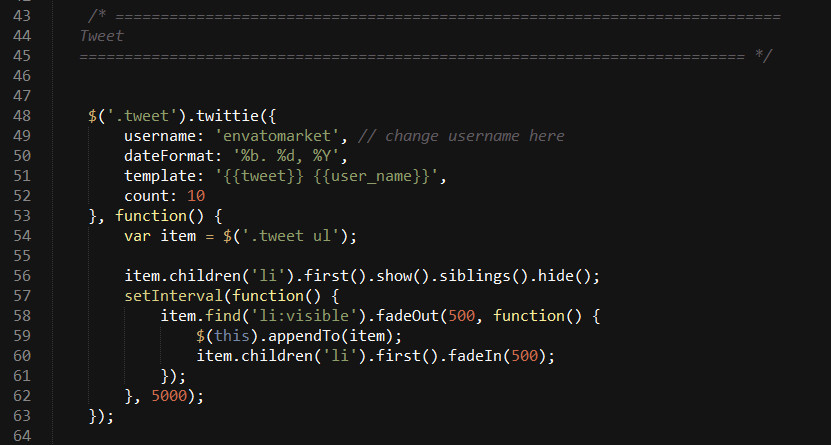 43 /* ==========================================================================
44 Tweet
45 ========================================================================== */
46
47
48 $('.tweet').twittie({
49 username: 'envatomarket', // change username here
50 dateFormat: '%b. %d, %Y',
51 template: '{{tweet}} {{user_name}}',
52 count: 10
53 }, function() {
54 var item = $('.tweet ul');
55
56 item.children('li').first().show().siblings().hide();
57 setInterval(function() {
58 item.find('li:visible').fadeOut(500, function() {
59 $(this).appendTo(item);
60 item.children('li').first().fadeIn(500);
61 });
62 }, 5000);
63 });
64